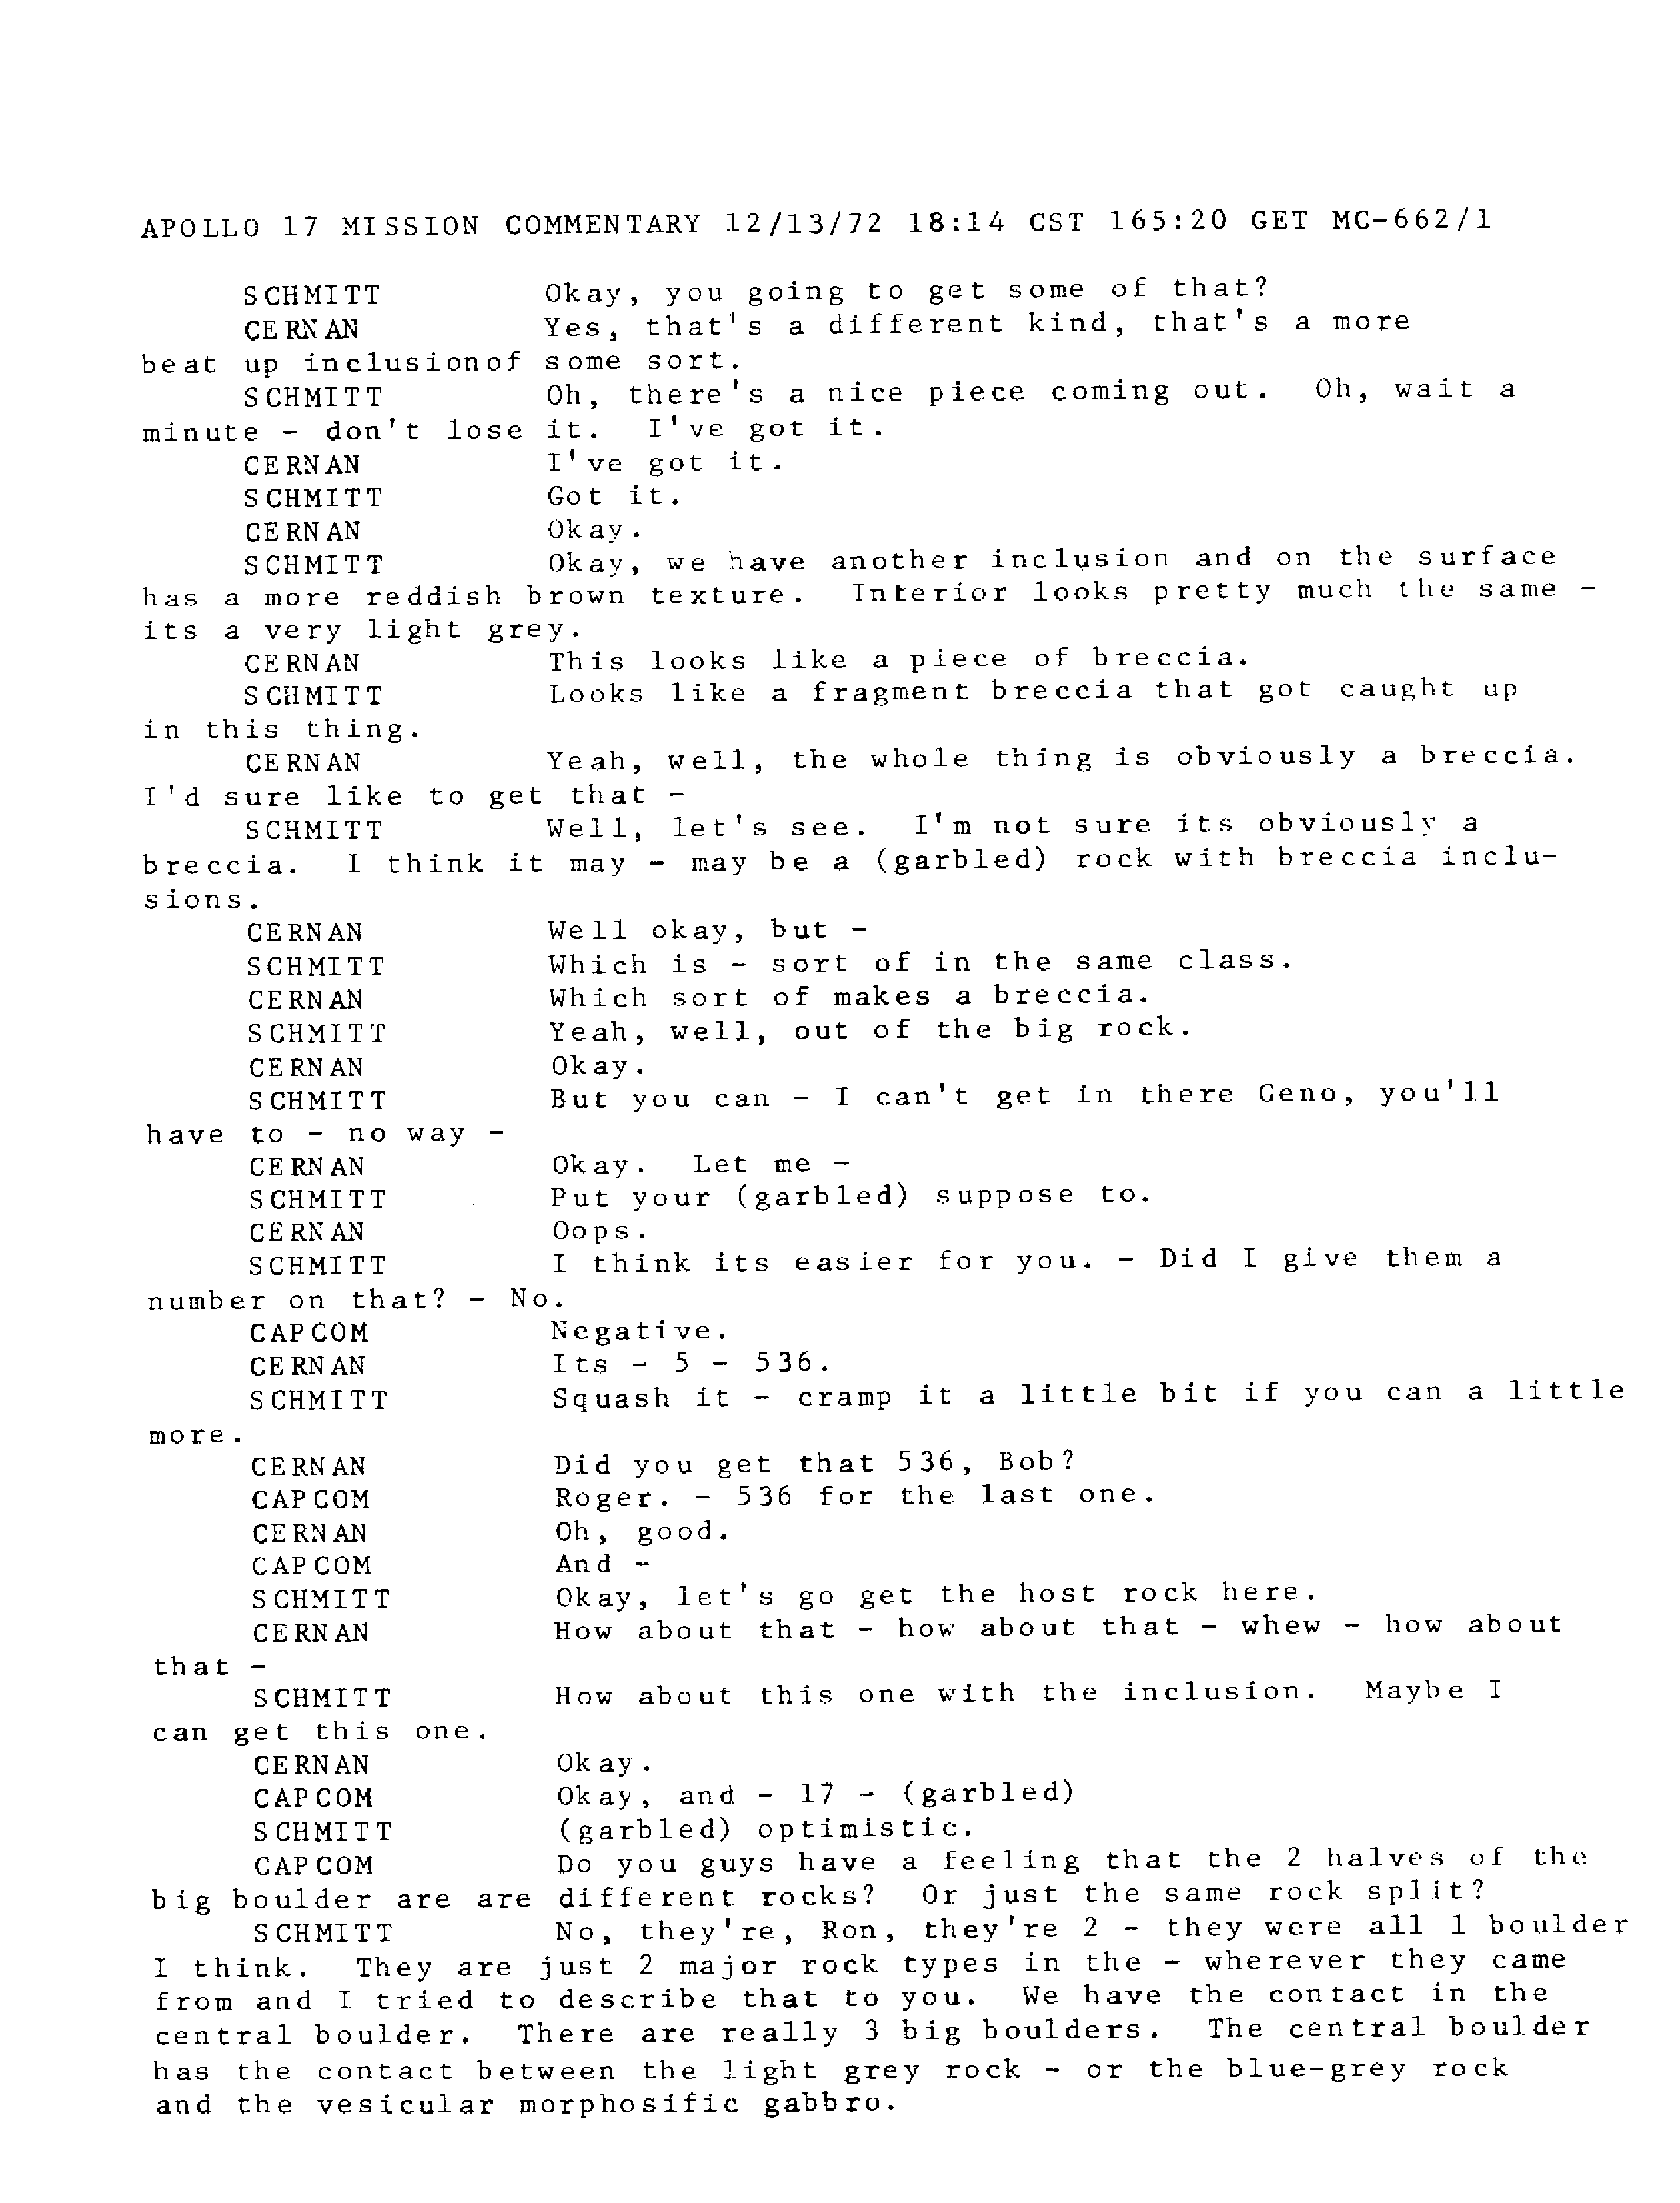 APOLLO 17 MISSION COMMENTARY 12/13/72 18:14 CST 165:20 GET MC-662/1
SCHMITT Okay, you going to get some of that?
CERNAN Yes, that's a different kind, that's a more
beat up inclusionof some sort.
SCHMITT Oh, there's a nice piece coming out. Oh, wait a
minute - don't lose it. I've got it.
CERNAN I've got it.
SCHMITT Got it.
CERNAN Okay.
SCHMITT Okay, we have another inclusion and on the surface
has a more reddish brown texture. Interior looks pretty much the same -
its a very light grey.
CERNAN This looks like a piece of breccia.
SCHMITT Looks like a fragment breccia that got caught up
in this thing.
CERNAN Yeah, well, the whole thing is obviously a breccia.
I'd sure like to get that -
SCHMITT Well, let's see. I'm not sure its obviously a
breccia. I think it may - may be a (garbled) rock with breccia inclu-
sions.
CERNAN Well okay, but -
SCHMITT Which is - sort of in the same class.
CERNAN Which sort of makes a breccia.
SCHMITT Yeah, well, out of the big rock.
CERNAN Okay.
SCHMITT But you can - I can't get in there Geno, you'll
have to - no way -
CERNAN Okay. Let me -
SCHMITT Put your (garbled) suppose to.
CERNAN Oops.
SCHMITT I think its easier for you. - Did I give them a
number on that? - No.
CAPCOM Negative.
CERNAN Its - 5 - 536.
SCHMITT Squash it - cramp it a little bit if you can a little
more.
CERNAN Did you get that 536, Bob?
CAPCOM Roger. - 536 for the last one.
CERNAN Oh, good.
CAPCOM And -
SCHMITT Okay, let's go get the host rock here.
CERNAN How about that - how about that - whew - how about
that -
SCHMITT How about this one with the inclusion. Maybe I
can get this one.
CERNAN Okay.
CAPCOM Okay, and - 17 - (garbled)
SCHMITT (garbled) optimistic.
CAPCOM Do you guys have a feeling that the 2 halves of the
big boulder are are different rocks? Or just the same rock split?
SCHMITT No, they're, Ron, they're 2 - they were all 1 boulder
I think. They are just 2 major rock types in the - wherever they came
from and I tried to describe that to you. We have the contact in the
central boulder. There are really 3 big boulders. The central boulder
has the contact between the light grey rock - or the blue-grey rock
and the vesicular morphosific gabbro.